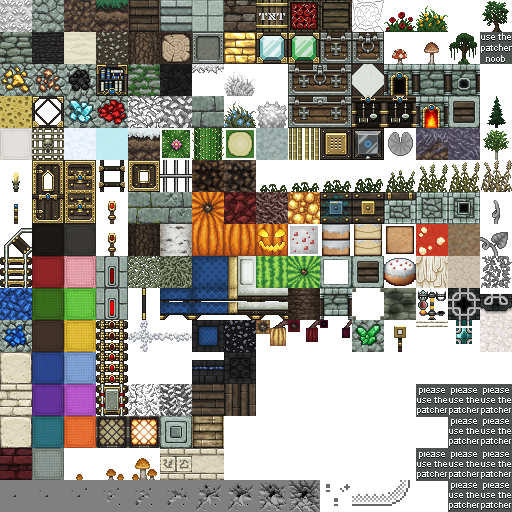 TXT
use the
patcher
noob
please please please
use the use the use the
patcher patcher patcher
please please
use the use the
patcher patcher
please please please
use the use the use the
patcher patcher patcher
please please
use the use the
patcher patcher